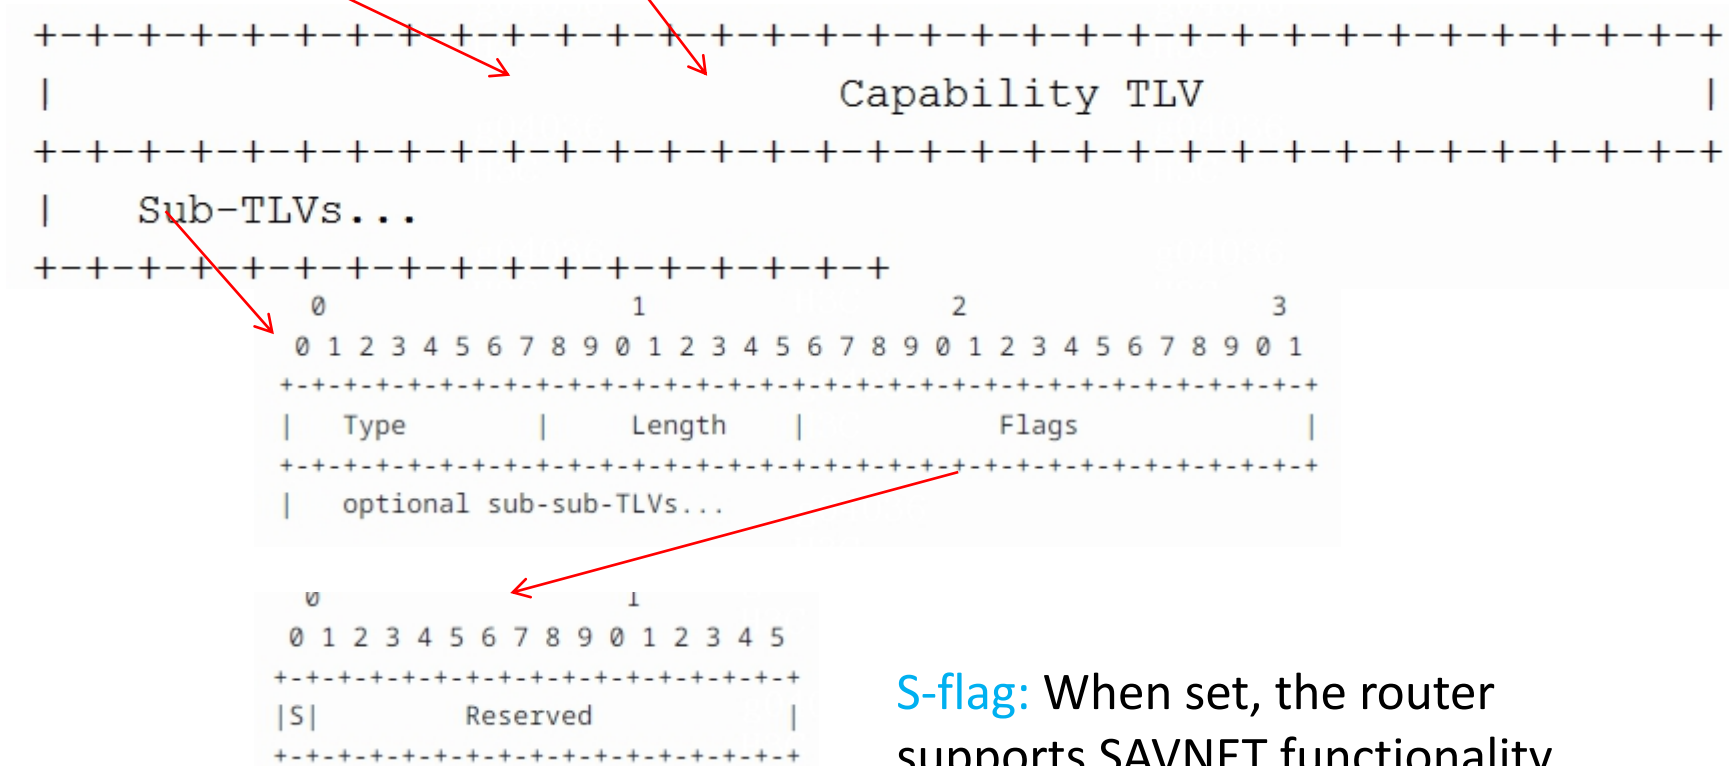 +-+-+-+-+-+-+-+-+-+-+-+-+-+-+-+-+-+-+-+-+-+-+-+-+-+-+-+-+-+-+-+-+
| Capability TLV |
+-+-+-+-+-+-+-+-+-+-+-+-+-+-+-+-+-+-+-+-+-+-+-+-+-+-+-+-+-+-+-+-+
| Sub-TLVs...
+-+-+-+-+-+-+-+-+-+-+-+-+-+-+-+-+
0 1 2 3
0 1 2 3 4 5 6 7 8 9 0 1 2 3 4 5 6 7 8 9 0 1 2 3 4 5 6 7 8 9 0 1
+-+-+-+-+-+-+-+-+-+-+-+-+-+-+-+-+-+-+-+-+-+-+-+-+-+-+-+-+-+-+-+-+
| Type | Length | Flags |
+-+-+-+-+-+-+-+-+-+-+-+-+-+-+-+-+-+-+-+-+-+-+-+-+-+-+-+-+-+-+-+-+
| optional sub-sub-TLVs...
0 1
0 1 2 3 4 5 6 7 8 9 0 1 2 3 4 5
+-+-+-+-+-+-+-+-+-+-+-+-+-+-+-+-+
|S| Reserved |
+-+-+-+-+-+-+-+-+-+-+-+-+-+-+-+-+
S-flag: When set, the router
supports SAVNET functionality